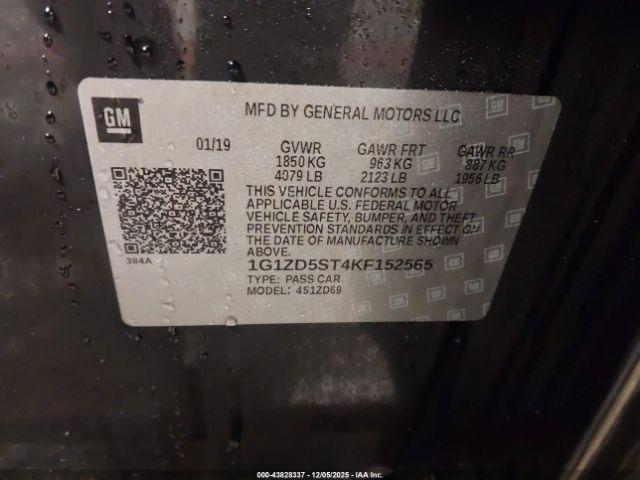 GM
MFD BY GENERAL MOTORS LLC
01/19 GVWR GAWR FRT GAWR RR
1850 KG 963 KG 887 KG
4079 LB 2123 LB 1956 LB
THIS VEHICLE CONFORMS TO ALL
APPLICABLE U.S. FEDERAL MOTOR
VEHICLE SAFETY, BUMPER, AND THEFT
PREVENTION STANDARDS IN EFFECT
ON THE DATE OF MANUFACTURE SHOWN
ABOVE.
384A
1G1ZD5ST4KF152565
TYPE: PASS CAR
MODEL: 451ZD69
000-43828337 - 12/05/2025 - IAA Inc.